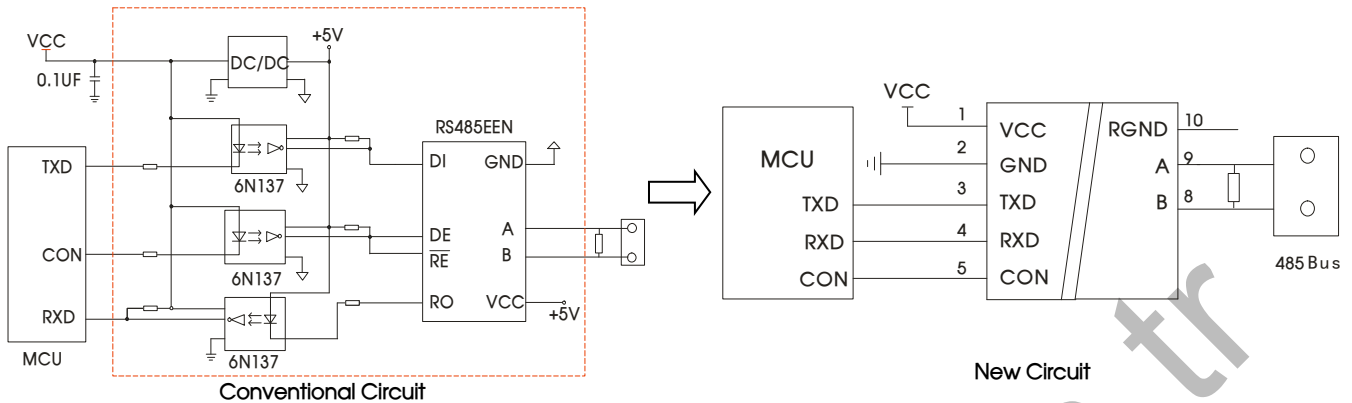 VCC
0.1UF
DC/DC
+5V
RS485EEN
TXD
CON
RXD
MCU
6N137
6N137
6N137
DI
DE
RE
RO
GND
A
B
VCC
+5V
Conventional Circuit
VCC
MCU
TXD
RXD
CON
1
2
3
4
5
VCC
GND
TXD
RXD
CON
RGND
A
B
10
9
8
485 Bus
New Circuit
tr